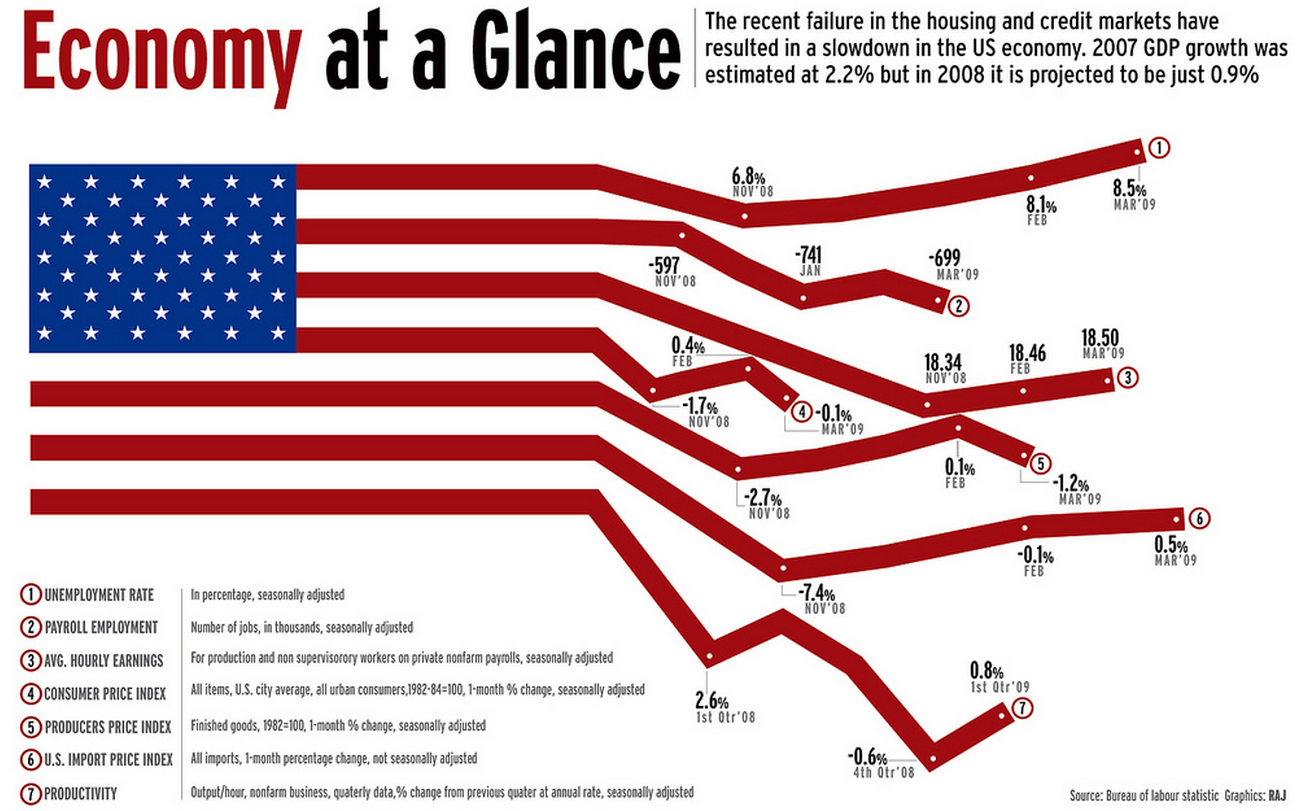 Economy at a Glance
The recent failure in the housing and credit markets have
resulted in a slowdown in the US economy. 2007 GDP growth was
estimated at 2.2% but in 2008 it is projected to be just 0.9%
6.8%
NOV'08
8.1%
FEB
8.5%
MAR'09
1
-597
NOV'08
-741
JAN
-699
MAR'09
2
18.34
NOV'08
18.46
FEB
18.50
MAR'09
3
0.4%
FEB
-1.7%
NOV'08
4
-0.1%
MAR'09
-2.7%
NOV'08
0.1%
FEB
5
-1.2%
MAR'09
-7.4%
NOV'08
-0.1%
FEB
0.5%
MAR'09
6
2.6%
1st Qtr'08
-0.6%
4th Qtr'08
0.8%
1st Qtr'09
7
1 UNEMPLOYMENT RATE In percentage, seasonally adjusted
2 PAYROLL EMPLOYMENT Number of jobs, in thousands, seasonally adjusted
3 AVG. HOURLY EARNINGS For production and non supervisorory workers on private nonfarm payrolls, seasonally adjusted
4 CONSUMER PRICE INDEX All items, U.S. city average, all urban consumers,1982-84=100, 1-month % change, seasonally adjusted
5 PRODUCERS PRICE INDEX Finished goods, 1982=100, 1-month % change, seasonally adjusted
6 U.S. IMPORT PRICE INDEX All imports, 1-month percentage change, not seasonally adjusted
7 PRODUCTIVITY Output/hour, nonfarm business, quaterly data,% change from previous quater at annual rate, seasonally adjusted
Source: Bureau of labour statistic Graphics: RAJ